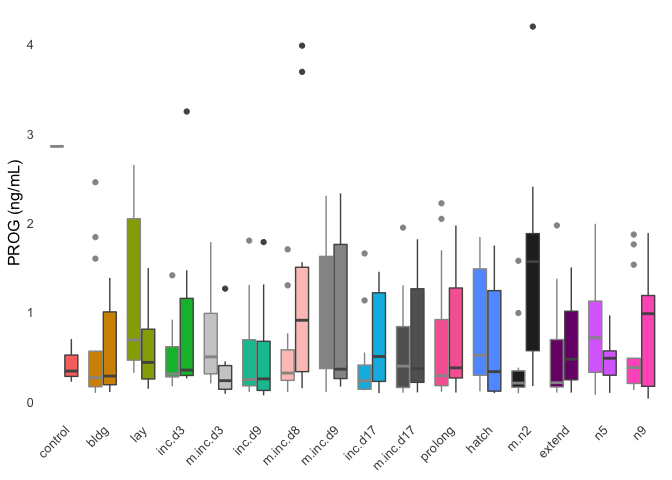 PROG (ng/mL)
4
3
2
1
0
control
bldg
lay
inc.d3
m.inc.d3
inc.d9
m.inc.d8
m.inc.d9
inc.d17
m.inc.d17
prolong
hatch
m.n2
extend
n5
n9